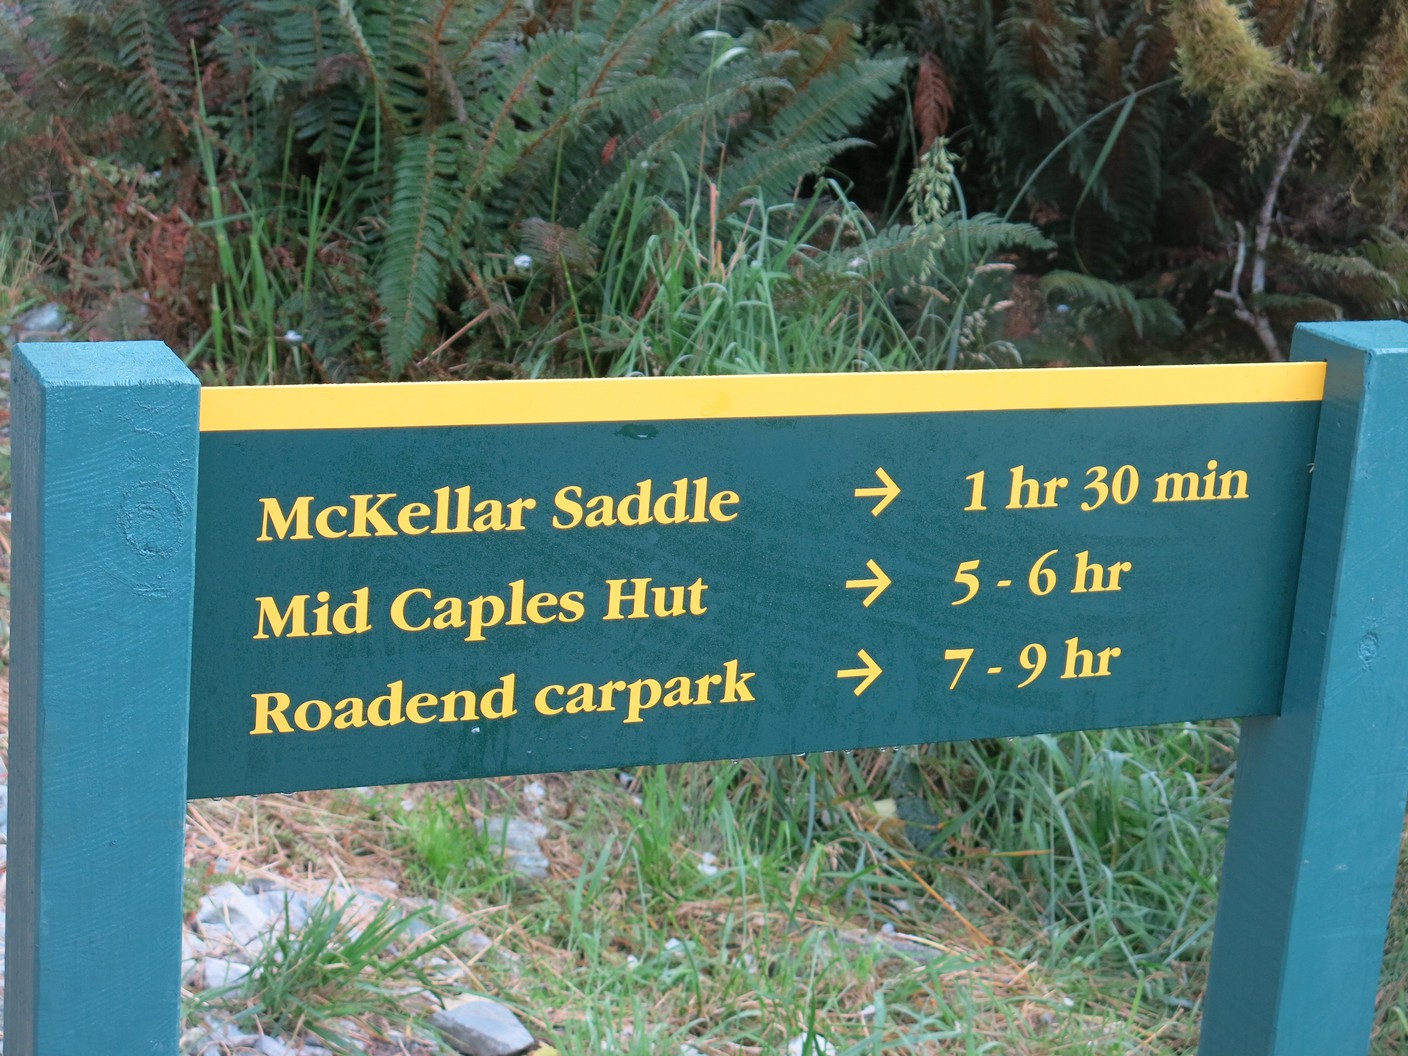 McKellar Saddle → 1 hr 30 min
Mid Caples Hut → 5 - 6 hr
Roadend carpark → 7 - 9 hr